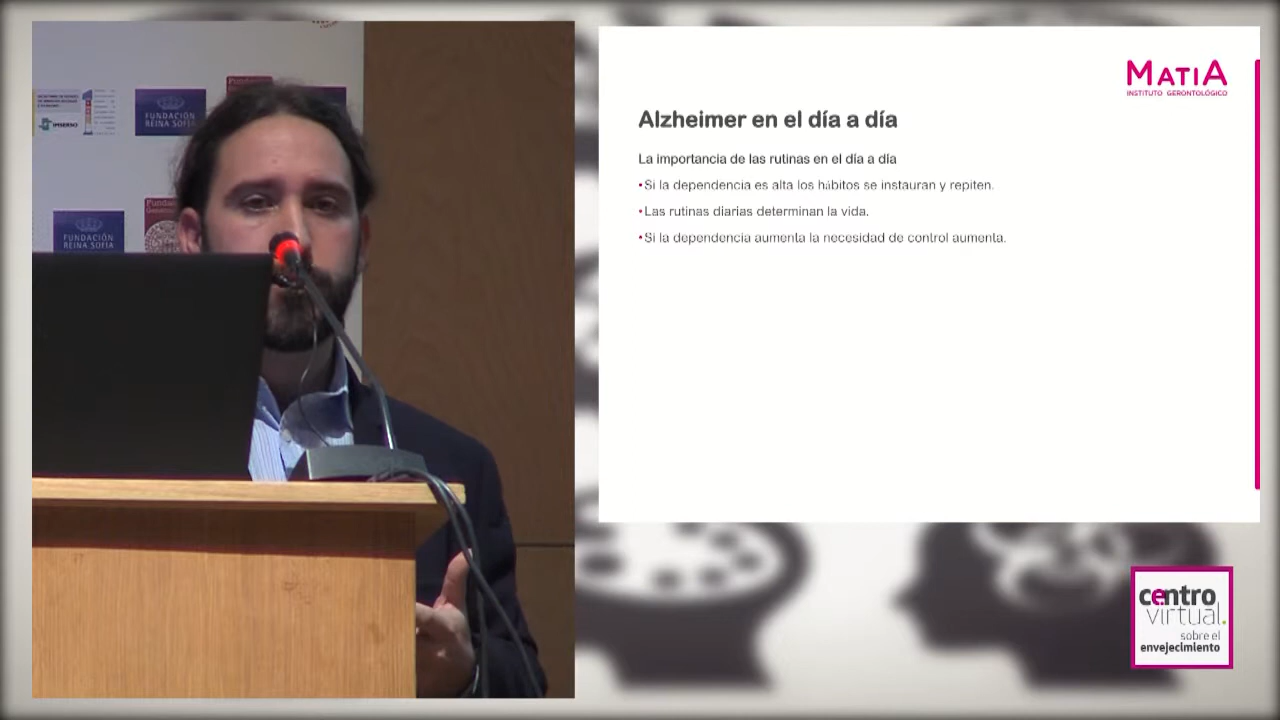 IMSERSO
FUNDACIÓN
REINA SOFÍA
FUNDACIÓN
REINA SOFÍA
MATIA
INSTITUTO GERONTOLÓGICO
Alzheimer en el día a día
La importancia de las rutinas en el día a día
•Si la dependencia es alta los hábitos se instauran y repiten.
•Las rutinas diarias determinan la vida.
•Si la dependencia aumenta la necesidad de control aumenta.
centro
virtual.
sobre el
envejecimiento